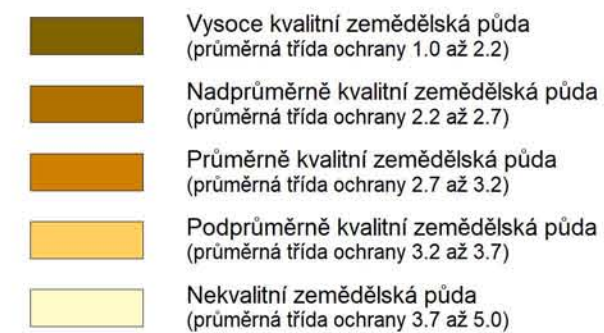 Vysoce kvalitní zemědělská půda
(průměrná třída ochrany 1.0 až 2.2)
Nadprůměrně kvalitní zemědělská půda
(průměrná třída ochrany 2.2 až 2.7)
Průměrně kvalitní zemědělská půda
(průměrná třída ochrany 2.7 až 3.2)
Podprůměrně kvalitní zemědělská půda
(průměrná třída ochrany 3.2 až 3.7)
Nekvalitní zemědělská půda
(průměrná třída ochrany 3.7 až 5.0)